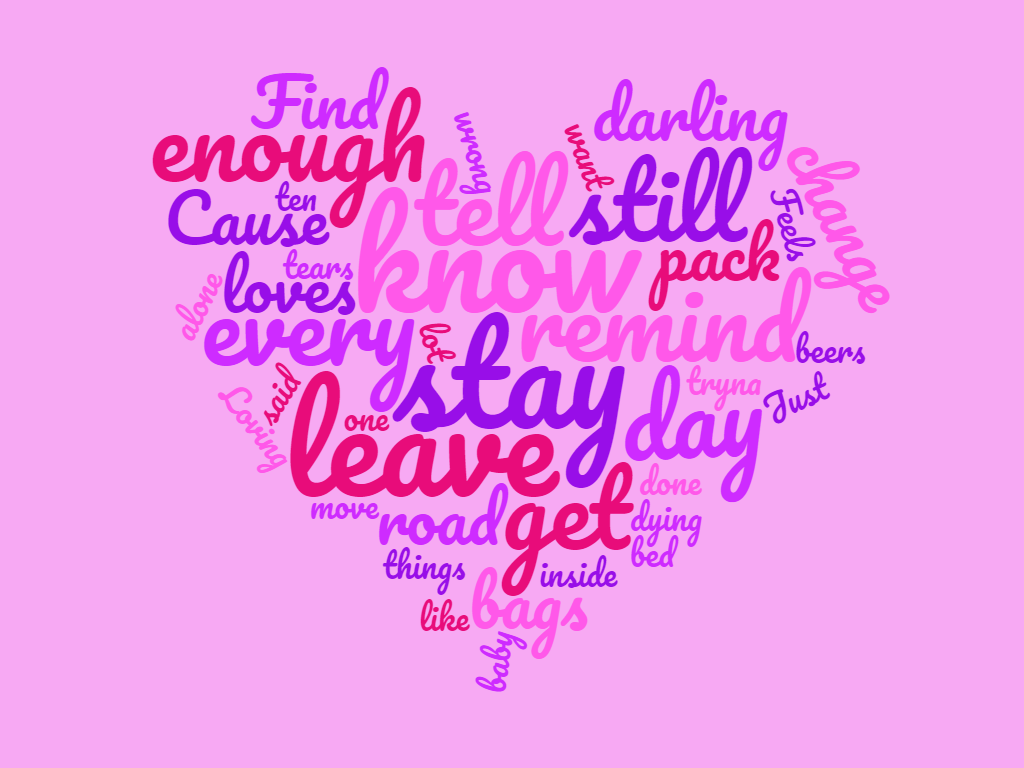 Find
darling
enough
wrong
want
change
tell
still
Feels
ten
Cause
know
pack
tears
loves
alone
every
lot
remind
beers
stay
tryna
Just
said
Loving
one
day
leave
done
move
road
get
dying
bed
things
inside
like
bags
baby